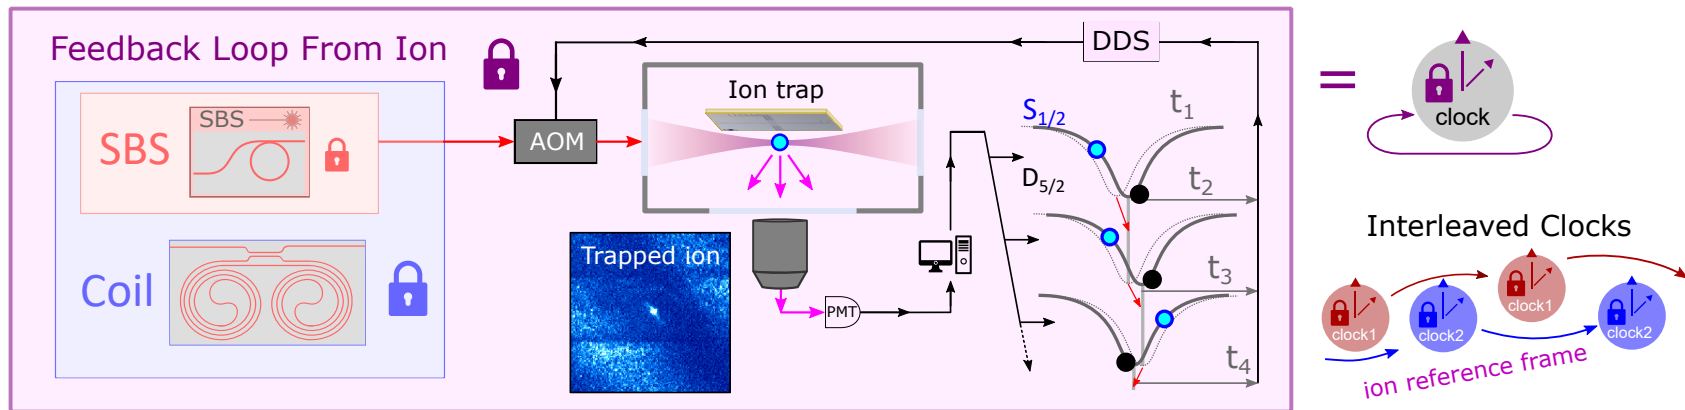 Feedback Loop From Ion
SBS
SBS
Coil
AOM
Ion trap
DDS
Trapped ion
PMT
S1/2
D5/2
t1
t2
t3
t4
=
clock
Interleaved Clocks
clock1
clock2
clock1
clock2
ion reference frame